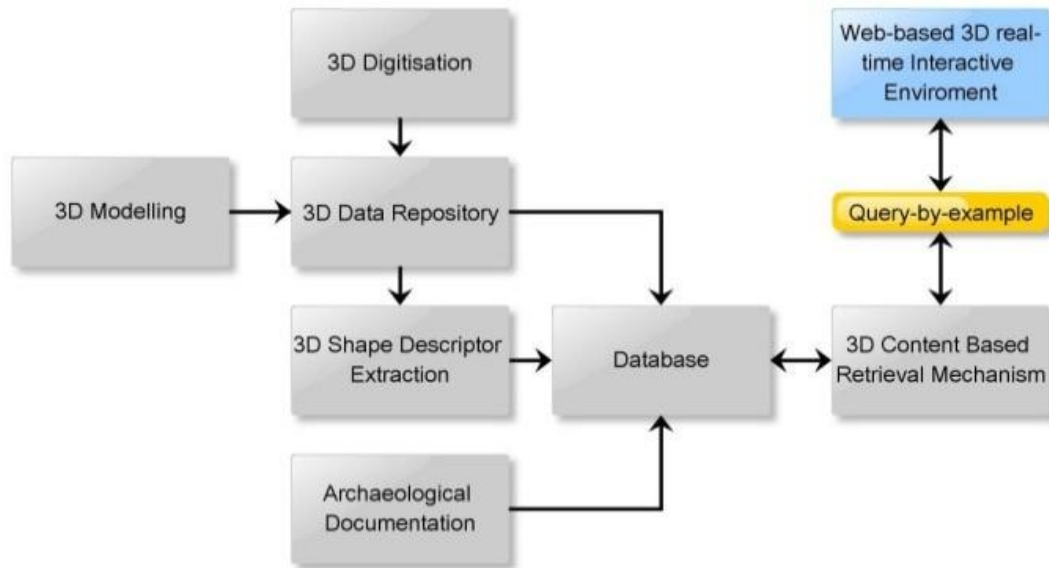 3D Digitisation
Web-based 3D real-
time Interactive
Enviroment
3D Modelling
3D Data Repository
Query-by-example
3D Shape Descriptor
Extraction
Database
3D Content Based
Retrieval Mechanism
Archaeological
Documentation